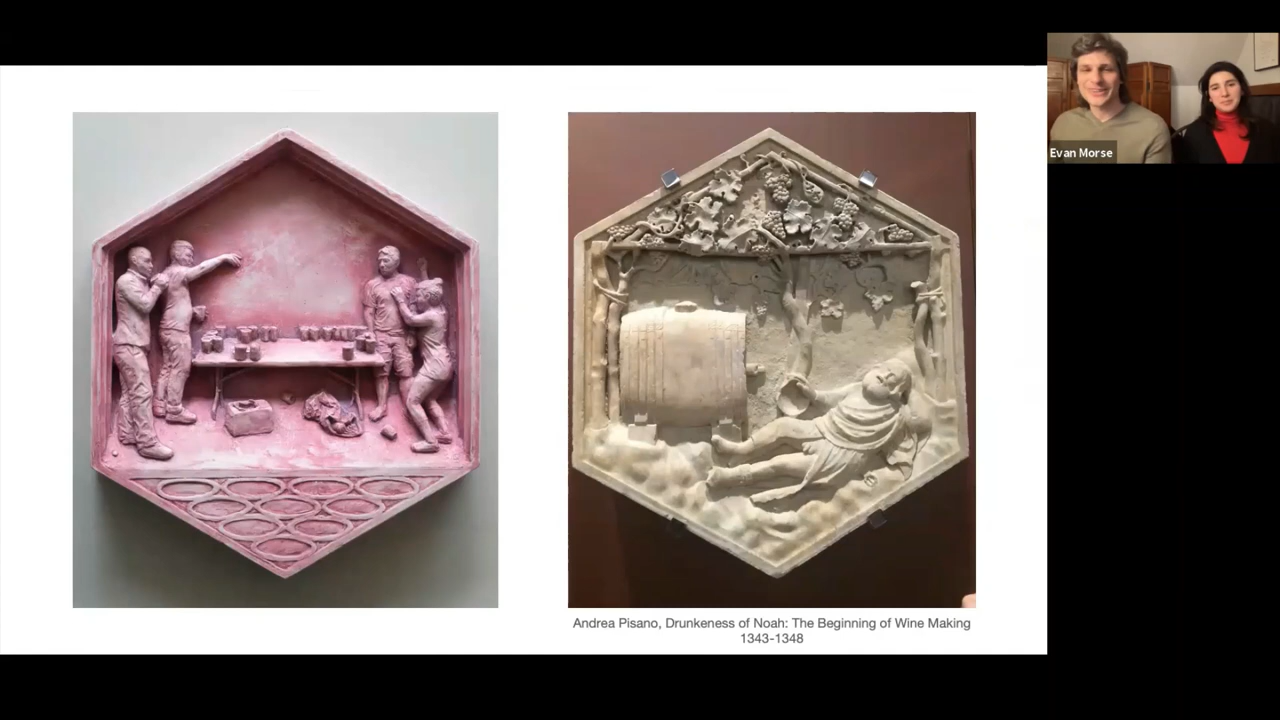 Evan Morse
Andrea Pisano, Drunkeness of Noah: The Beginning of Wine Making
1343-1348